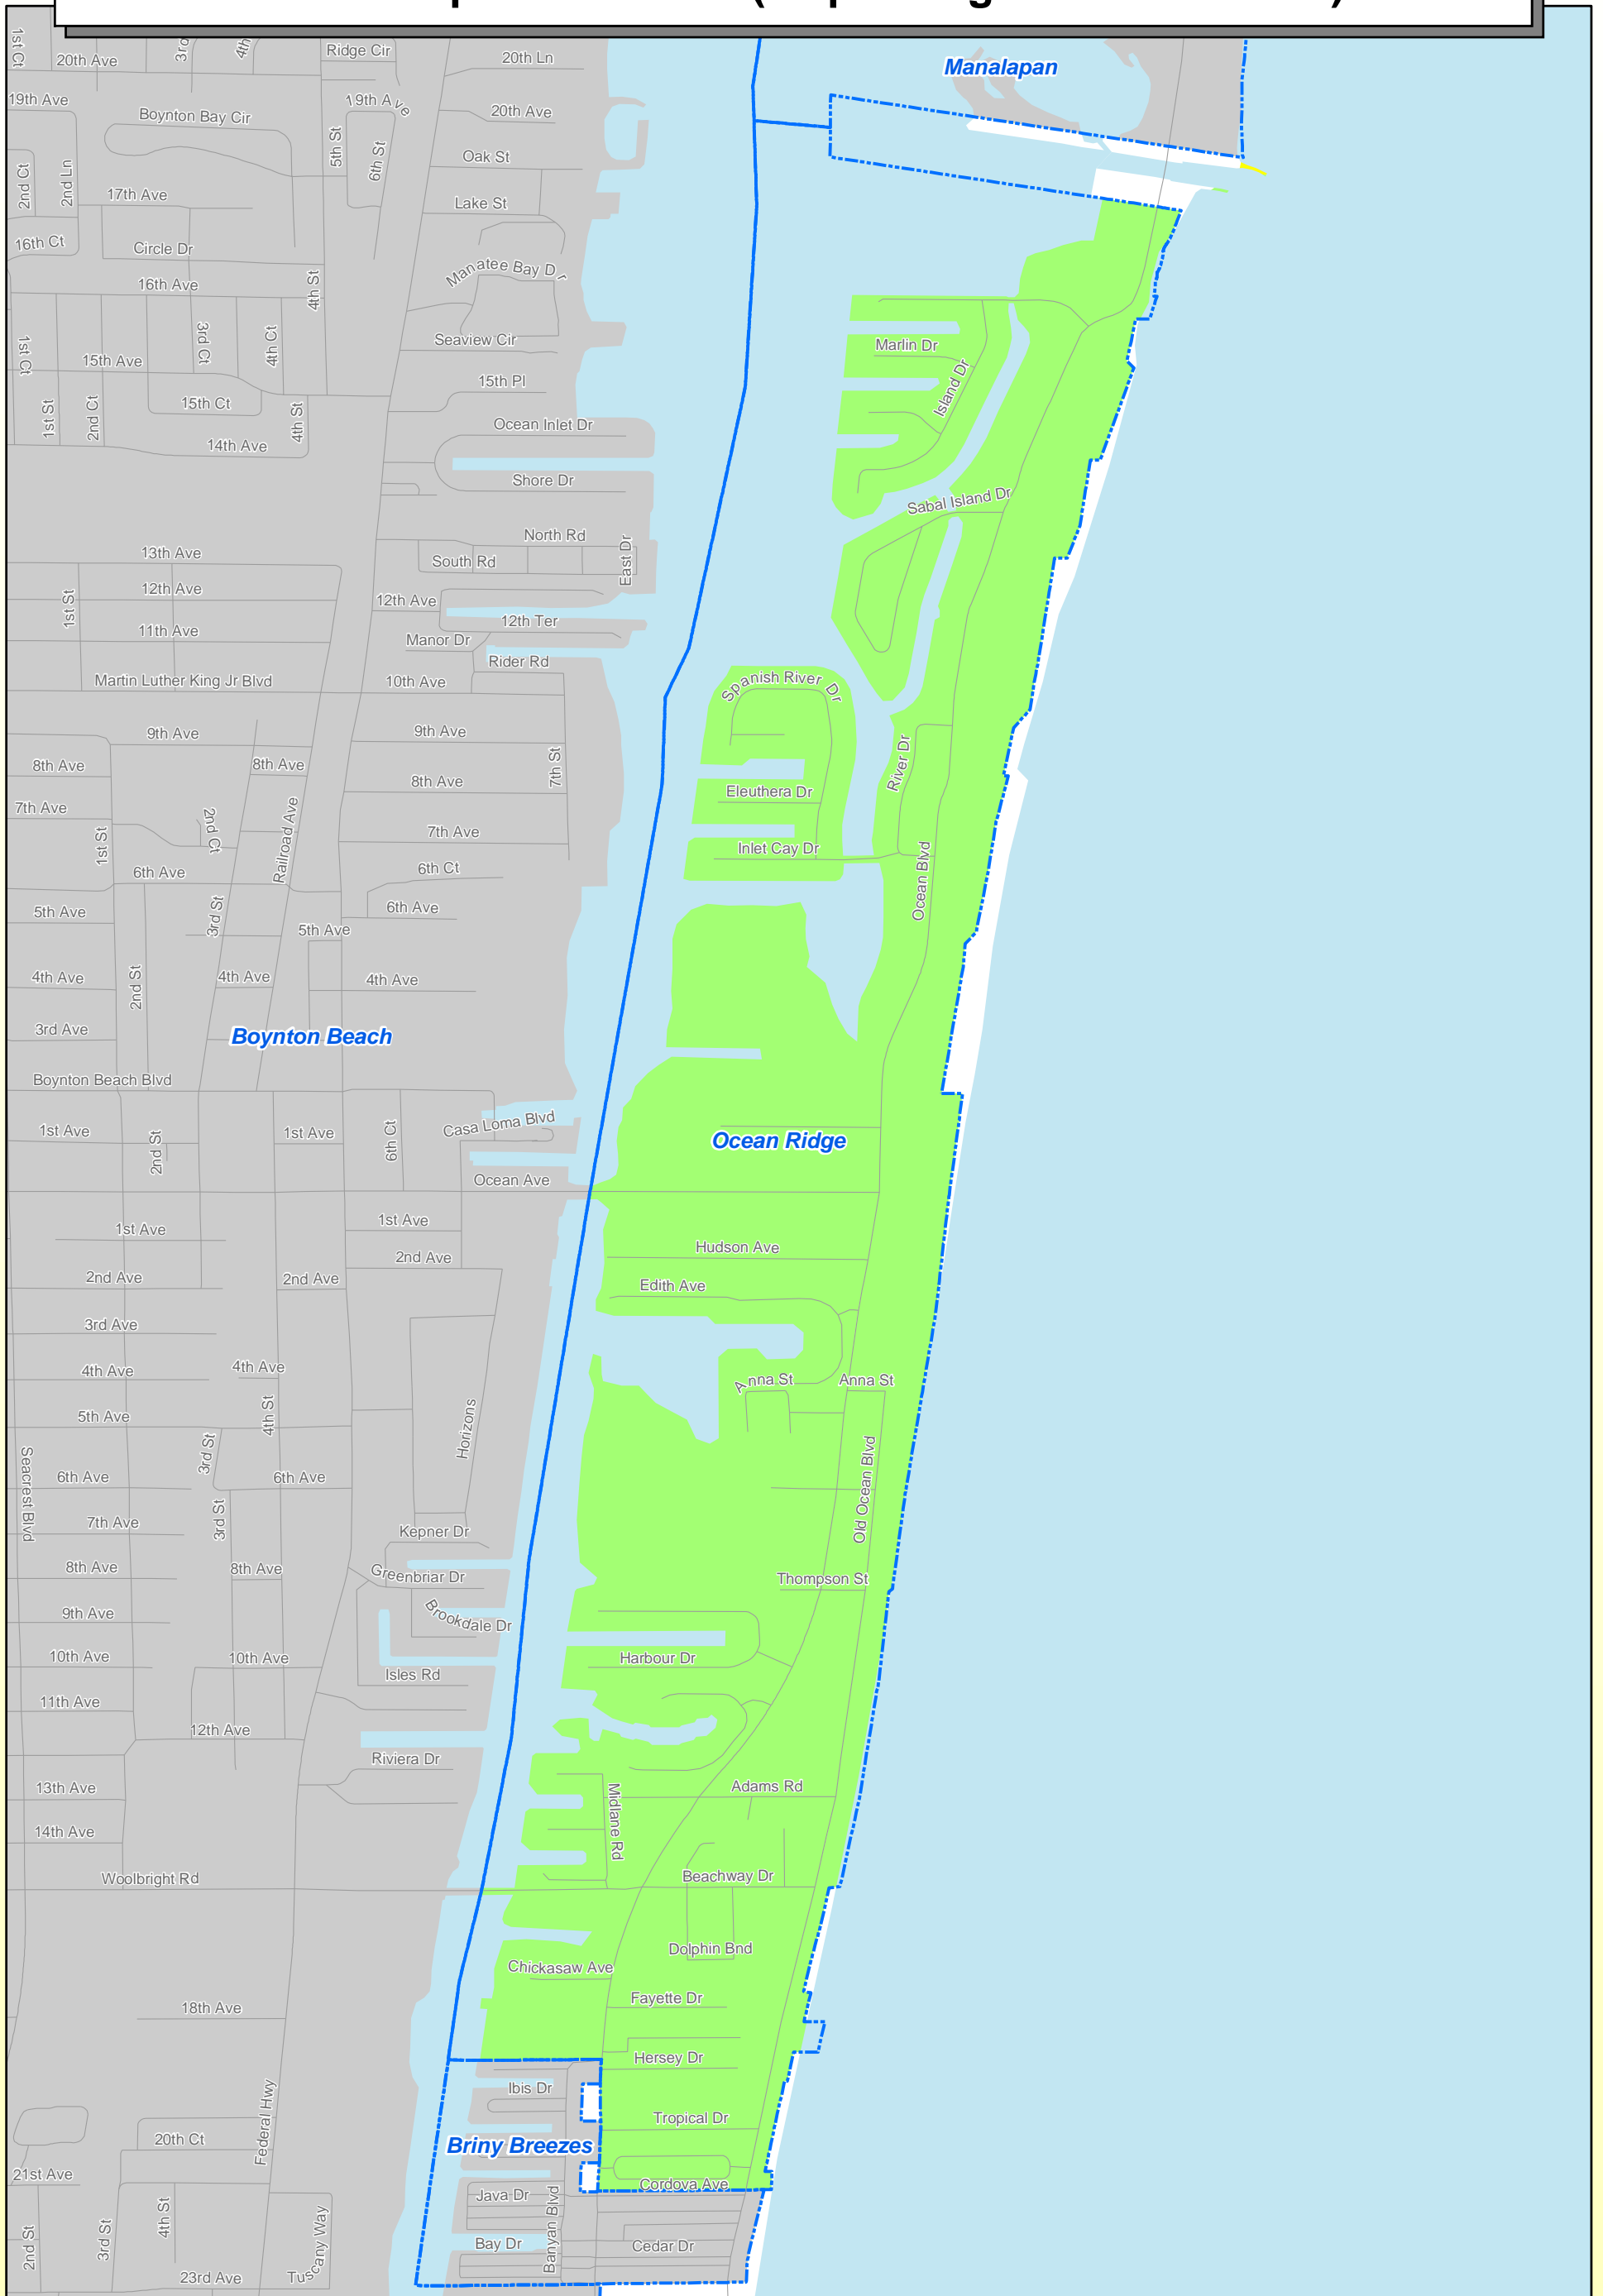 Manalapan
1st Ct
20th Ave
3rd
4th
Ridge Cir
20th Ln
19th Ave
Boynton Bay Cir
19th Ave
20th Ave
5th St
6th St
Oak St
2nd Ct
2nd Ln
17th Ave
Lake St
16th Ct
Circle Dr
Manatee Bay Dr
16th Ave
4th St
1st Ct
3rd Ct
4th Ct
Seaview Cir
Marlin Dr
Island Dr
15th Ave
15th Pl
1st St
2nd Ct
15th Ct
4th St
Ocean Inlet Dr
14th Ave
Shore Dr
Sabal Island Dr
North Rd
East Dr
13th Ave
South Rd
12th Ave
1st St
12th Ave
12th Ter
11th Ave
Manor Dr
Rider Rd
Martin Luther King Jr Blvd
10th Ave
Spanish River Dr
9th Ave
9th Ave
7th St
River Dr
8th Ave
8th Ave
8th Ave
Eleuthera Dr
7th Ave
2nd Ct
Railroad Ave
7th Ave
1st St
Inlet Cay Dr
6th Ave
6th Ct
Ocean Blvd
5th Ave
3rd St
6th Ave
5th Ave
4th Ave
2nd St
4th Ave
4th Ave
3rd Ave
Boynton Beach
Boynton Beach Blvd
1st Ave
2nd St
1st Ave
6th Ct
Casa Loma Blvd
Ocean Ridge
Ocean Ave
1st Ave
1st Ave
Hudson Ave
2nd Ave
2nd Ave
2nd Ave
Edith Ave
3rd Ave
4th Ave
4th Ave
Anna St
Anna St
5th Ave
4th St
Horizons
Seacrest Blvd
3rd St
6th Ave
6th Ave
Old Ocean Blvd
7th Ave
3rd St
Kepner Dr
8th Ave
8th Ave
Greenbriar Dr
Thompson St
9th Ave
Brookdale Dr
10th Ave
10th Ave
Isles Rd
Harbour Dr
11th Ave
12th Ave
Riviera Dr
13th Ave
Midlane Rd
Adams Rd
14th Ave
Woolbright Rd
Beachway Dr
Dolphin Bnd
Chickasaw Ave
18th Ave
Fayette Dr
Hersey Dr
Federal Hwy
Ibis Dr
Tropical Dr
20th Ct
Briny Breezes
21st Ave
Cordova Ave
Java Dr
2nd St
3rd St
4th St
Tuscany Way
Banyan Blvd
Bay Dr
Cedar Dr
23rd Ave